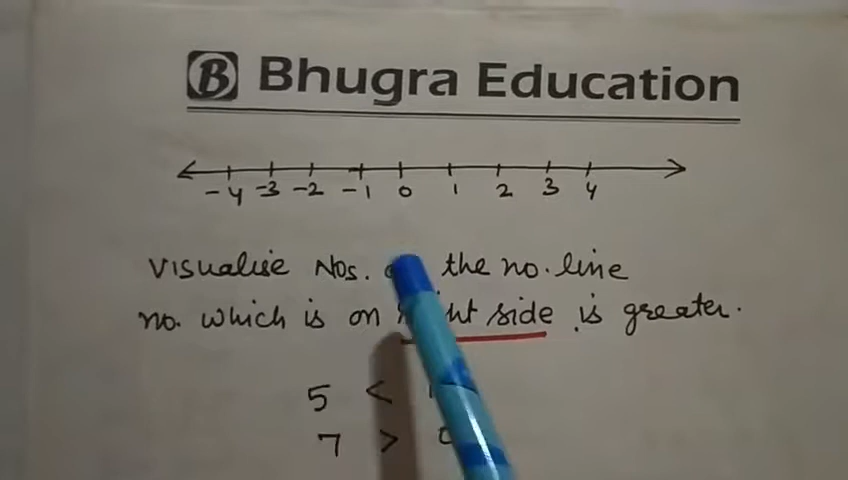 B Bhugra Education
-4 -3 -2 -1 0 1 2 3 4
Visualise Nos. the no. line
no. which is on side is greater.
5 <
7 >